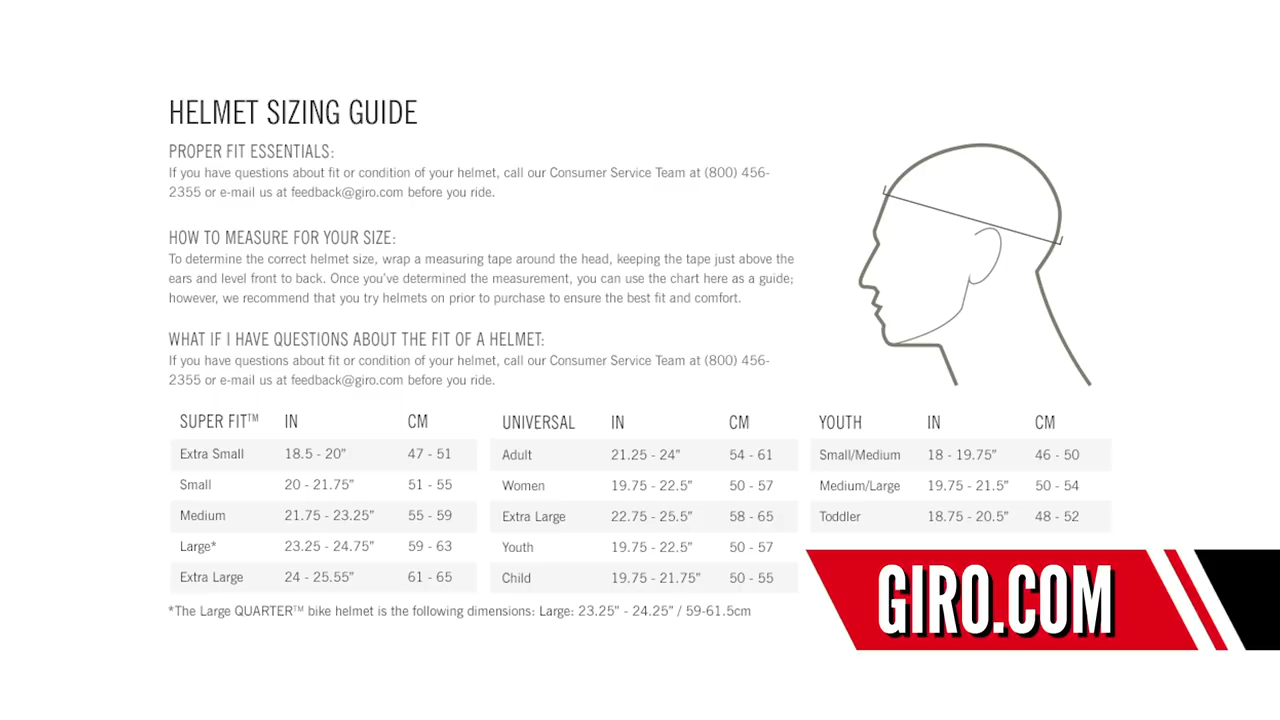 HELMET SIZING GUIDE
PROPER FIT ESSENTIALS:
If you have questions about fit or condition of your helmet, call our Consumer Service Team at (800) 456-
2355 or e-mail us at feedback@giro.com before you ride.
HOW TO MEASURE FOR YOUR SIZE:
To determine the correct helmet size, wrap a measuring tape around the head, keeping the tape just above the
ears and level front to back. Once you've determined the measurement, you can use the chart here as a guide;
however, we recommend that you try helmets on prior to purchase to ensure the best fit and comfort.
WHAT IF I HAVE QUESTIONS ABOUT THE FIT OF A HELMET:
If you have questions about fit or condition of your helmet, call our Consumer Service Team at (800) 456-
2355 or e-mail us at feedback@giro.com before you ride.
SUPER FIT™ IN CM
Extra Small 18.5 - 20" 47 - 51
Small 20 - 21.75" 51 - 55
Medium 21.75 - 23.25" 55 - 59
Large* 23.25 - 24.75" 59 - 63
Extra Large 24 - 25.55" 61 - 65
UNIVERSAL IN CM
Adult 21.25 - 24" 54 - 61
Women 19.75 - 22.5" 50 - 57
Extra Large 22.75 - 25.5" 58 - 65
Youth 19.75 - 22.5" 50 - 57
Child 19.75 - 21.75" 50 - 55
YOUTH IN CM
Small/Medium 18 - 19.75" 46 - 50
Medium/Large 19.75 - 21.5" 50 - 54
Toddler 18.75 - 20.5" 48 - 52
*The Large QUARTER™ bike helmet is the following dimensions: Large: 23.25" - 24.25" / 59-61.5cm
GIRO.COM